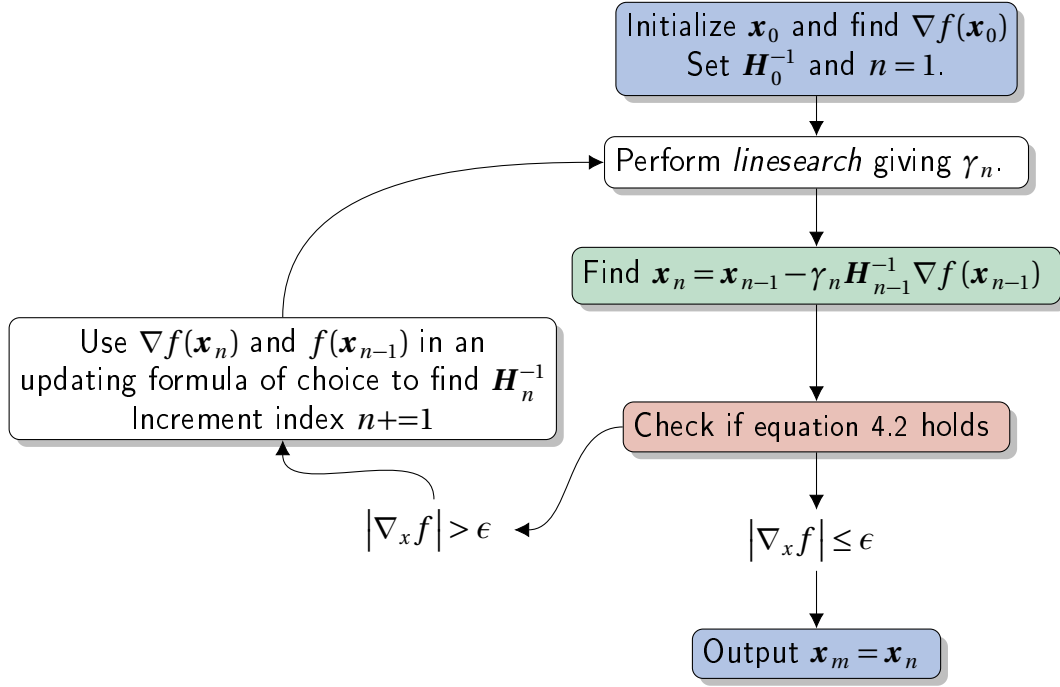 Initialize 𝒙₀ and find ∇f(𝒙₀)
Set 𝑯₀⁻¹ and n = 1.
Perform linesearch giving γₙ.
Find 𝒙ₙ = 𝒙ₙ₋₁ − γₙ𝑯ₙ₋₁⁻¹∇f(𝒙ₙ₋₁)
Use ∇f(𝒙ₙ) and f(𝒙ₙ₋₁) in an
updating formula of choice to find 𝑯ₙ⁻¹
Increment index n+=1
Check if equation 4.2 holds
|∇ₓf| > ϵ
|∇ₓf| ≤ ϵ
Output 𝒙ₘ = 𝒙ₙ